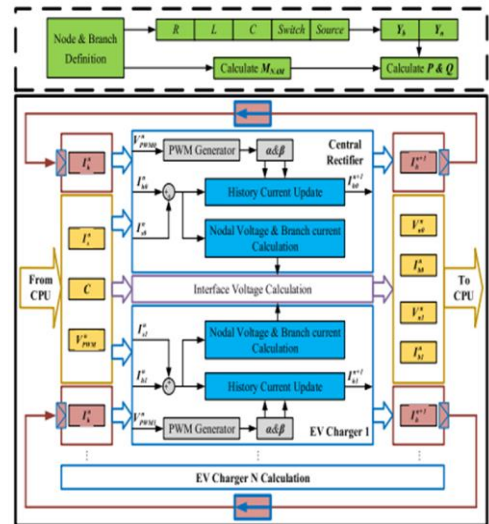 Node & Branch
Definition
R L C Switch Source
Y_b Y_n
Calculate M_NAM
Calculate P & Q
I_h^n
V_PWM0^n
PWM Generator
α&β
Central
Rectifier
I_h^n+1
I_h0^n
History Current Update
I_h0^n+1
I_s0^n
Nodal Voltage & Branch current
Calculation
I_s^n
C
V_PWM^n
From
CPU
Interface Voltage Calculation
To
CPU
V_n0^n
I_b0^n
V_n1^n
I_b1^n
I_s1^n
Nodal Voltage & Branch current
Calculation
I_h1^n
History Current Update
I_h1^n+1
I_h^n
V_PWM1^n
PWM Generator
α&β
EV Charger 1
I_h^n+1
EV Charger N Calculation